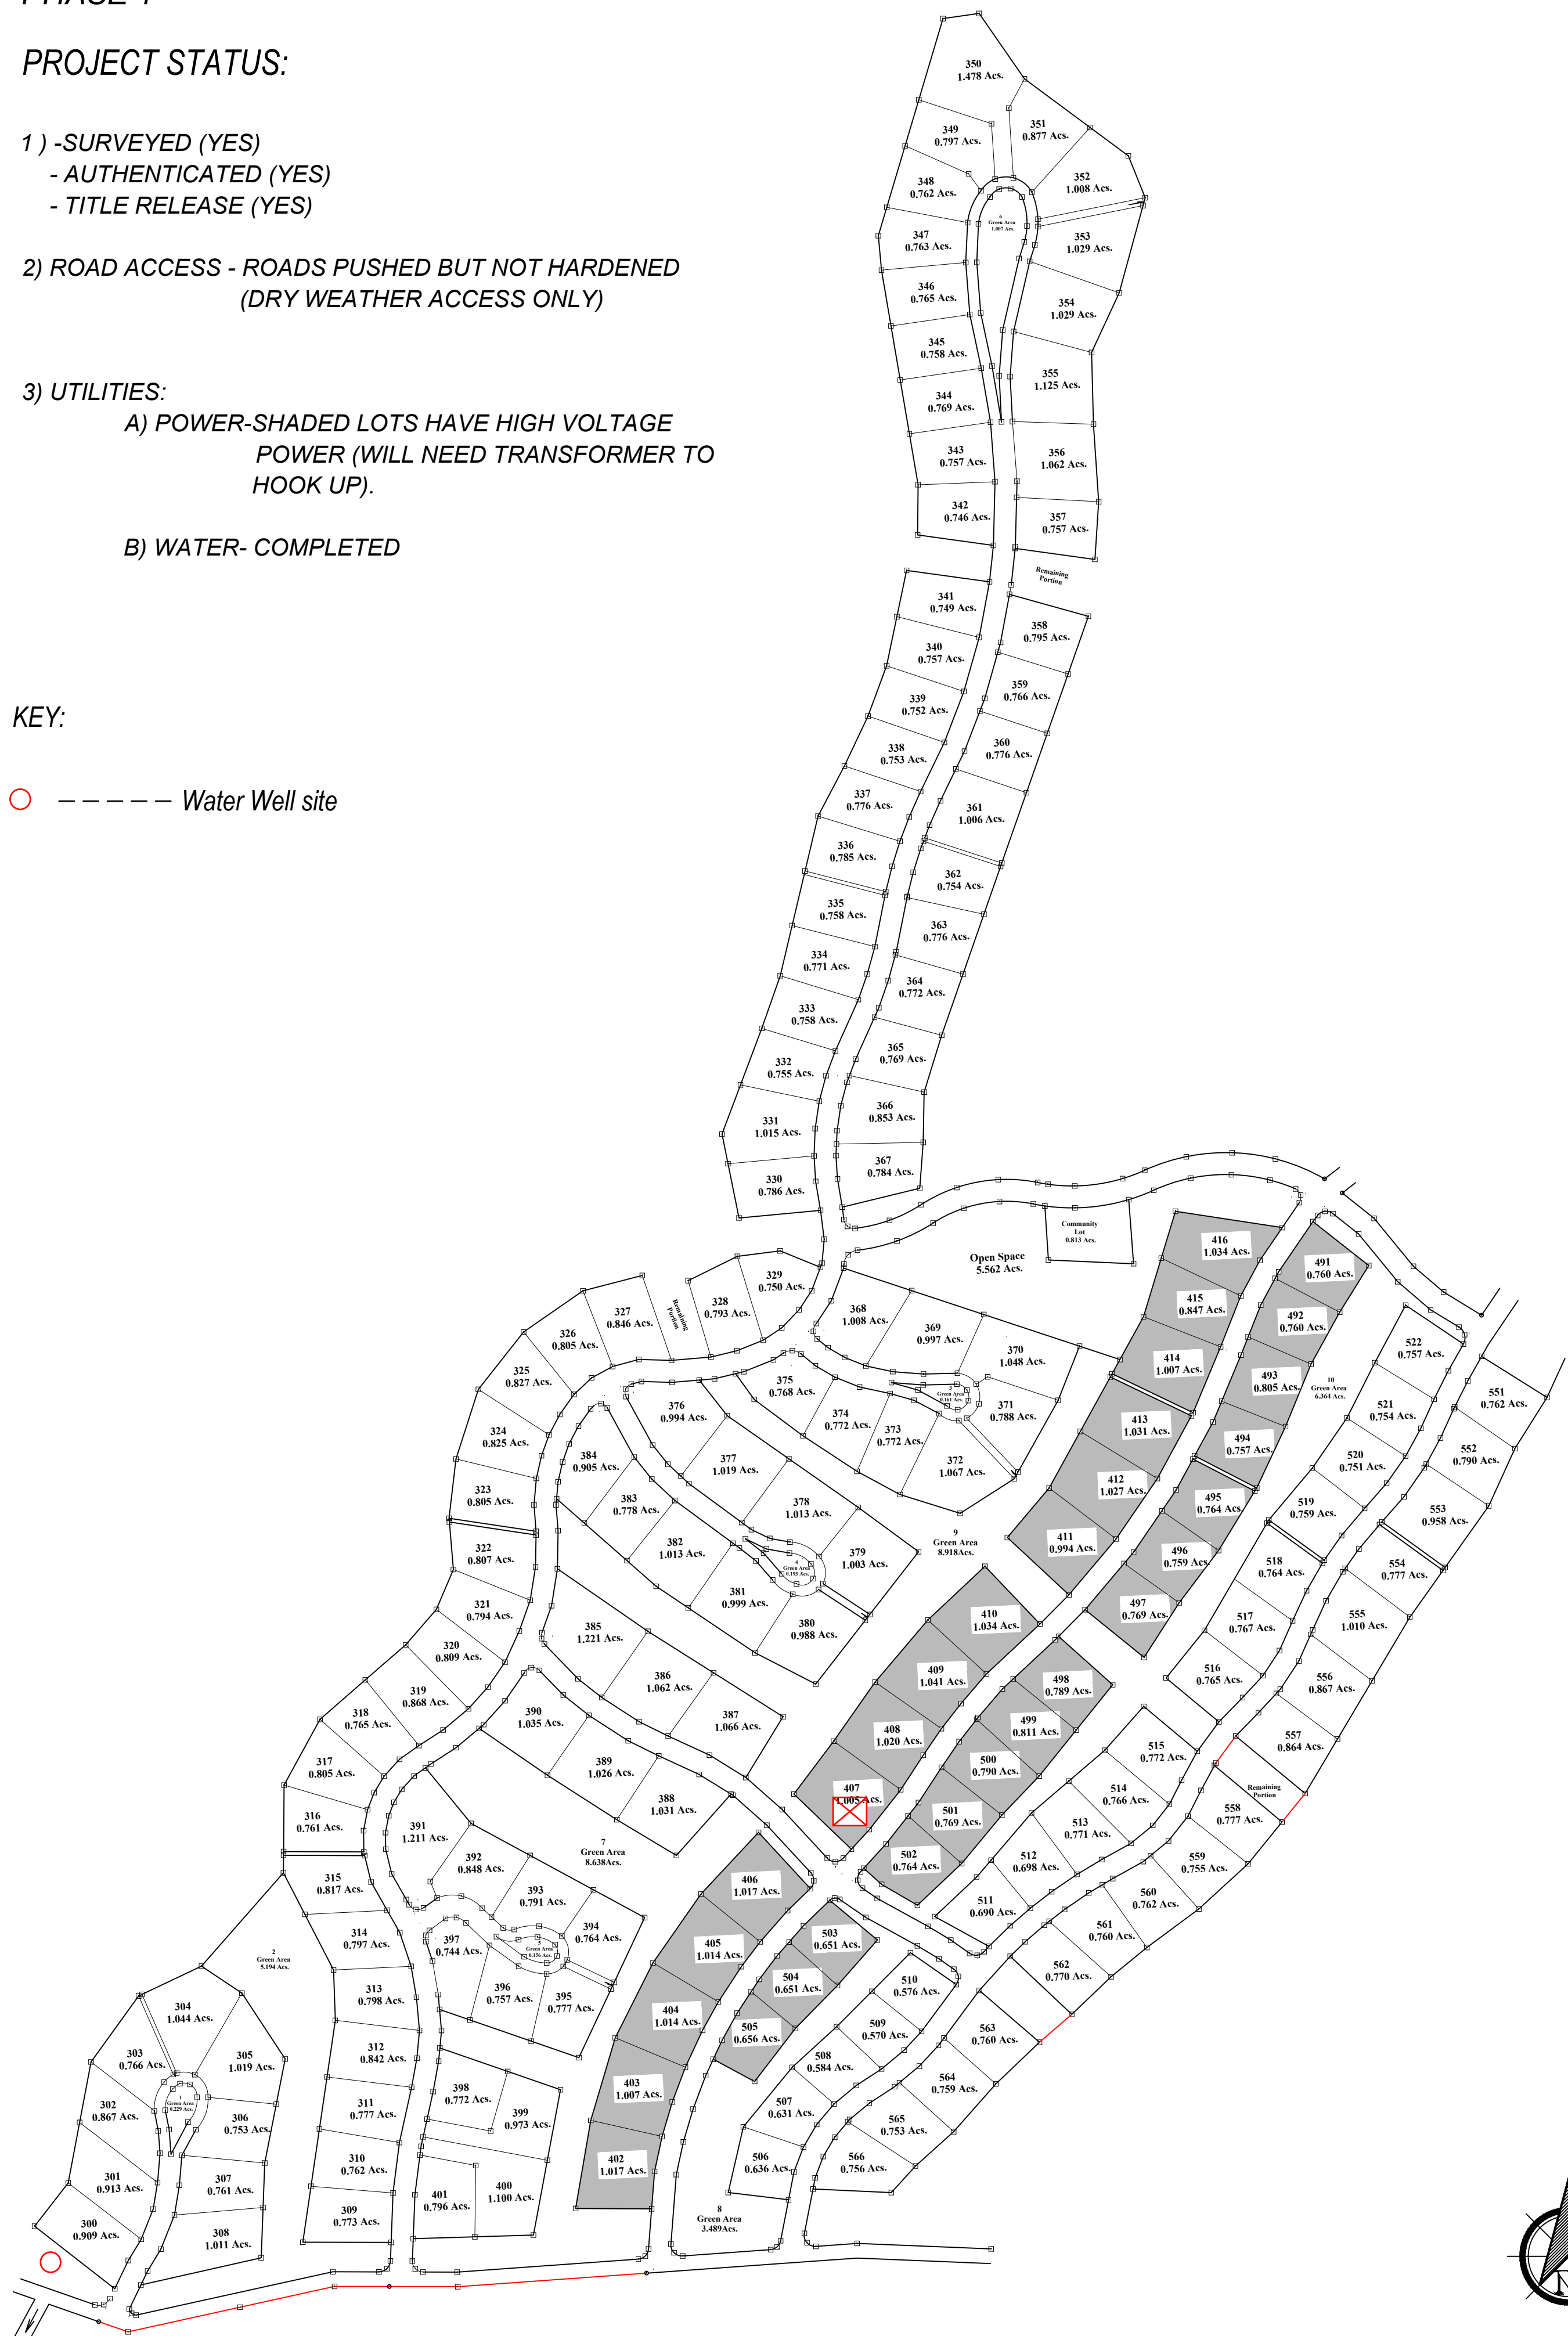 PHASE 1
PROJECT STATUS:
1 ) -SURVEYED (YES)
- AUTHENTICATED (YES)
- TITLE RELEASE (YES)
2) ROAD ACCESS - ROADS PUSHED BUT NOT HARDENED
(DRY WEATHER ACCESS ONLY)
3) UTILITIES:
A) POWER-SHADED LOTS HAVE HIGH VOLTAGE
POWER (WILL NEED TRANSFORMER TO
HOOK UP).
B) WATER- COMPLETED
KEY:
– – – – – Water Well site
350
1.478 Acs.
349
0.797 Acs.
351
0.877 Acs.
348
0.762 Acs.
352
1.008 Acs.
6
Green Area
1.007 Acs.
347
0.763 Acs.
353
1.029 Acs.
346
0.765 Acs.
354
1.029 Acs.
345
0.758 Acs.
355
1.125 Acs.
344
0.769 Acs.
343
0.757 Acs.
356
1.062 Acs.
342
0.746 Acs.
357
0.757 Acs.
Remaining
Portion
341
0.749 Acs.
358
0.795 Acs.
340
0.757 Acs.
359
0.766 Acs.
339
0.752 Acs.
338
0.753 Acs.
360
0.776 Acs.
337
0.776 Acs.
361
1.006 Acs.
336
0.785 Acs.
362
0.754 Acs.
335
0.758 Acs.
363
0.776 Acs.
334
0.771 Acs.
364
0.772 Acs.
333
0.758 Acs.
365
0.769 Acs.
332
0.755 Acs.
366
0.853 Acs.
331
1.015 Acs.
367
0.784 Acs.
330
0.786 Acs.
Community
Lot
0.813 Acs.
Open Space
5.562 Acs.
416
1.034 Acs.
491
0.760 Acs.
329
0.750 Acs.
328
0.793 Acs.
Remaining
Portion
327
0.846 Acs.
326
0.805 Acs.
368
1.008 Acs.
369
0.997 Acs.
370
1.048 Acs.
415
0.847 Acs.
492
0.760 Acs.
522
0.757 Acs.
325
0.827 Acs.
375
0.768 Acs.
3
Green Area
0.161 Acs.
371
0.788 Acs.
414
1.007 Acs.
493
0.805 Acs.
10
Green Area
6.364 Acs.
521
0.754 Acs.
551
0.762 Acs.
324
0.825 Acs.
376
0.994 Acs.
374
0.772 Acs.
373
0.772 Acs.
413
1.031 Acs.
494
0.757 Acs.
520
0.751 Acs.
552
0.790 Acs.
384
0.905 Acs.
377
1.019 Acs.
372
1.067 Acs.
412
1.027 Acs.
495
0.764 Acs.
519
0.759 Acs.
553
0.958 Acs.
323
0.805 Acs.
383
0.778 Acs.
378
1.013 Acs.
9
Green Area
8.918Acs.
411
0.994 Acs.
496
0.759 Acs.
518
0.764 Acs.
554
0.777 Acs.
322
0.807 Acs.
382
1.013 Acs.
379
1.003 Acs.
4
Green Area
0.193 Acs.
381
0.999 Acs.
380
0.988 Acs.
410
1.034 Acs.
497
0.769 Acs.
517
0.767 Acs.
555
1.010 Acs.
321
0.794 Acs.
385
1.221 Acs.
320
0.809 Acs.
386
1.062 Acs.
409
1.041 Acs.
498
0.789 Acs.
516
0.765 Acs.
556
0.867 Acs.
319
0.868 Acs.
318
0.765 Acs.
390
1.035 Acs.
387
1.066 Acs.
408
1.020 Acs.
499
0.811 Acs.
515
0.772 Acs.
557
0.864 Acs.
317
0.805 Acs.
389
1.026 Acs.
500
0.790 Acs.
514
0.766 Acs.
Remaining
Portion
558
0.777 Acs.
388
1.031 Acs.
407
1.005 Acs.
501
0.769 Acs.
513
0.771 Acs.
316
0.761 Acs.
391
1.211 Acs.
7
Green Area
8.638Acs.
502
0.764 Acs.
512
0.698 Acs.
559
0.755 Acs.
392
0.848 Acs.
315
0.817 Acs.
393
0.791 Acs.
406
1.017 Acs.
511
0.690 Acs.
560
0.762 Acs.
561
0.760 Acs.
394
0.764 Acs.
397
0.744 Acs.
5
Green Area
0.156 Acs.
314
0.797 Acs.
405
1.014 Acs.
503
0.651 Acs.
562
0.770 Acs.
2
Green Area
5.194 Acs.
313
0.798 Acs.
396
0.757 Acs.
395
0.777 Acs.
504
0.651 Acs.
510
0.576 Acs.
304
1.044 Acs.
404
1.014 Acs.
505
0.656 Acs.
509
0.570 Acs.
563
0.760 Acs.
303
0.766 Acs.
305
1.019 Acs.
312
0.842 Acs.
508
0.584 Acs.
564
0.759 Acs.
398
0.772 Acs.
403
1.007 Acs.
302
0.867 Acs.
1
Green Area
0.229 Acs.
306
0.753 Acs.
311
0.777 Acs.
399
0.973 Acs.
507
0.631 Acs.
565
0.753 Acs.
301
0.913 Acs.
307
0.761 Acs.
310
0.762 Acs.
402
1.017 Acs.
506
0.636 Acs.
566
0.756 Acs.
401
0.796 Acs.
400
1.100 Acs.
300
0.909 Acs.
308
1.011 Acs.
309
0.773 Acs.
8
Green Area
3.489Acs.
N